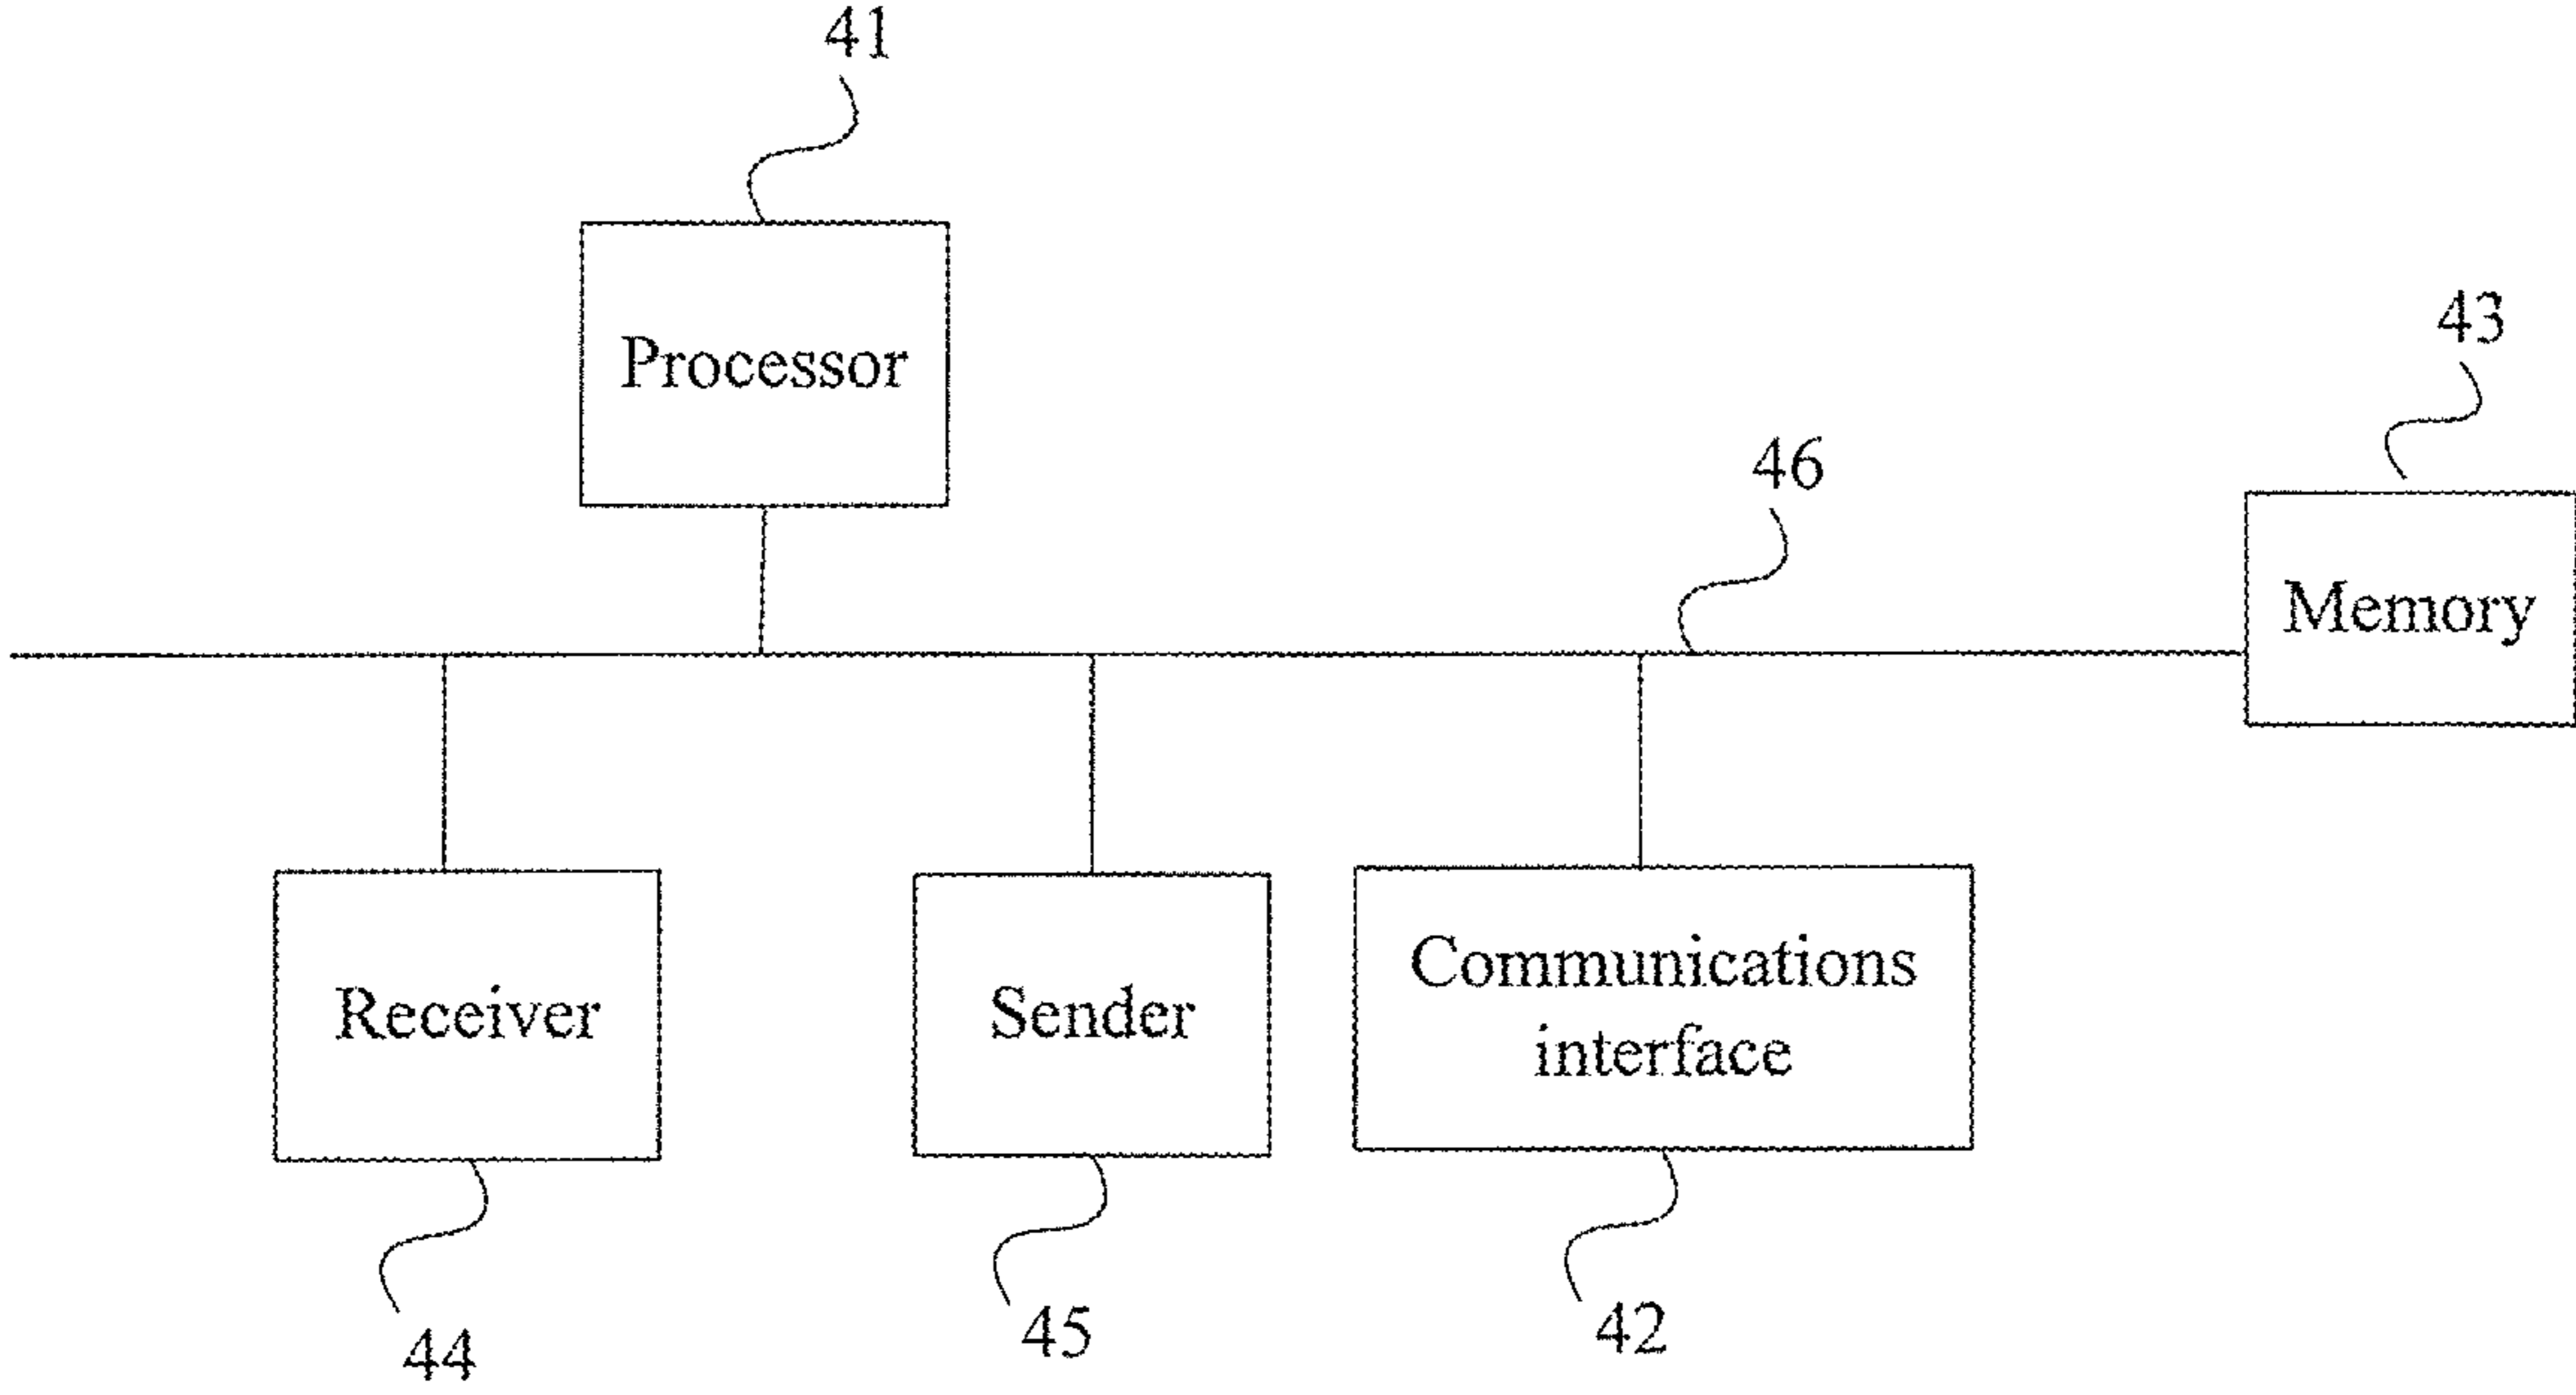 41
Processor
43
46
Memory
Receiver
Sender
Communications
interface
44
45
42